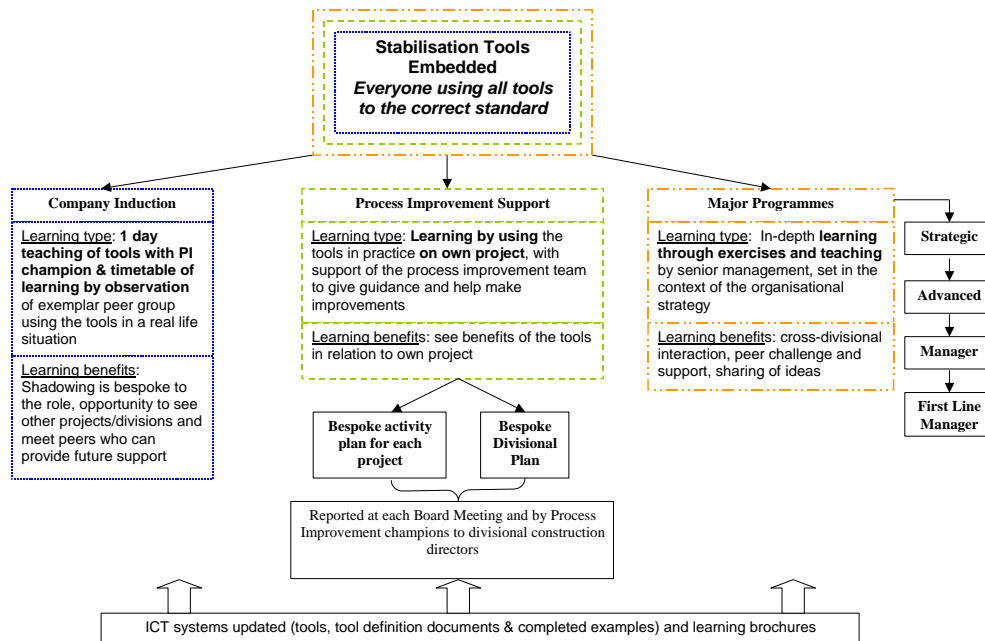 Stabilisation Tools
Embedded
Everyone using all tools
to the correct standard
Company Induction
Learning type: 1 day
teaching of tools with PI
champion & timetable of
learning by observation
of exemplar peer group
using the tools in a real life
situation
Learning benefits:
Shadowing is bespoke to
the role, opportunity to see
other projects/divisions and
meet peers who can
provide future support
Process Improvement Support
Learning type: Learning by using the
tools in practice on own project, with
support of the process improvement team
to give guidance and help make
improvements
Learning benefits: see benefits of the tools
in relation to own project
Bespoke activity
plan for each
project
Bespoke
Divisional
Plan
Reported at each Board Meeting and by Process
Improvement champions to divisional construction
directors
Major Programmes
Learning type: In-depth learning
through exercises and teaching
by senior management, set in the
context of the organisational
strategy
Learning benefits: cross-divisional
interaction, peer challenge and
support, sharing of ideas
Strategic
Advanced
Manager
First Line
Manager
ICT systems updated (tools, tool definition documents & completed examples) and learning brochures